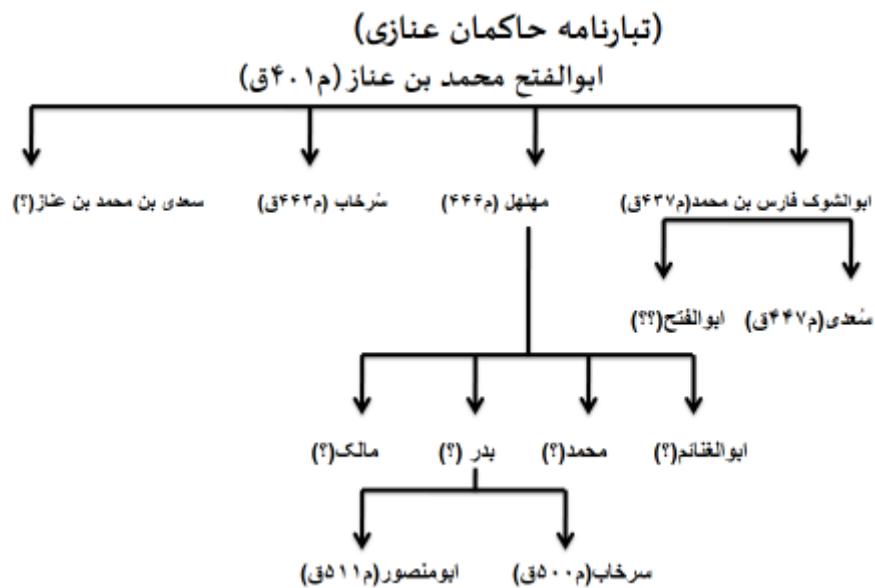 (تبارنامه حاکمان عنازی)
ابوالفتح محمد بن عناز (م۴۰۱ق)
ابوالشوک فارس بن محمد(م۴۳۷ق) مهلهل (م۴۴۶) سُرخاب (م۴۴۳ق) سعدی بن محمد بن عناز(؟)
سُعدی(م۴۴۷ق) ابوالفتح(؟؟)
ابوالغنائم(؟) محمد(؟) بدر (؟) مالک(؟)
سرخاب(م۵۰۰ق) ابومنصور(م۵۱۱ق)